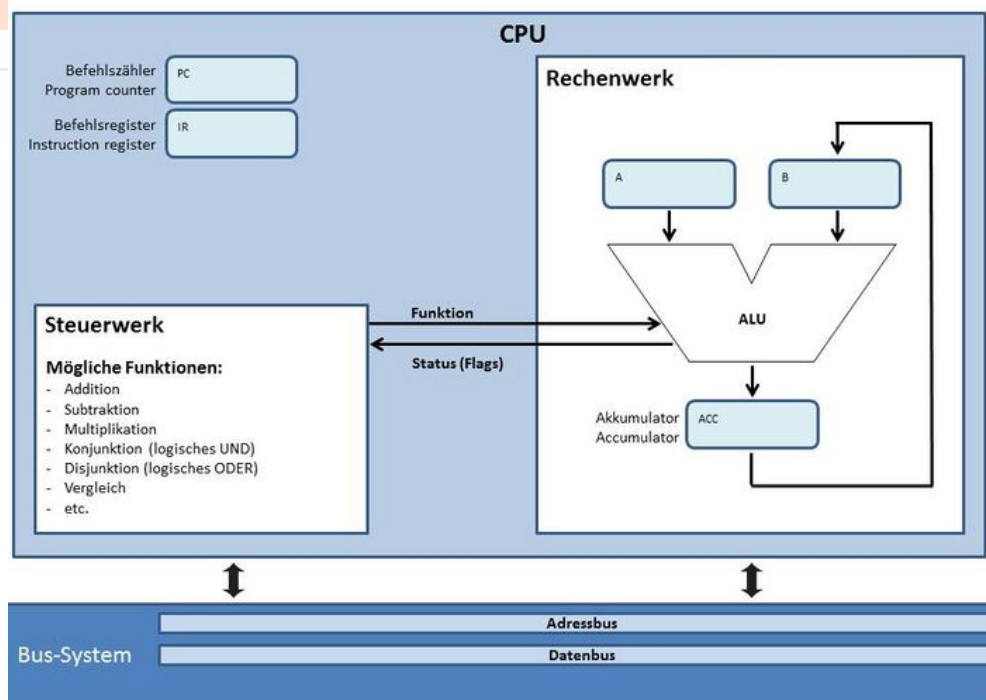 CPU
Befehlszähler
Program counter
PC
Befehlsregister
Instruction register
IR
Rechenwerk
A
B
ALU
Akkumulator
Accumulator
ACC
Funktion
Status (Flags)
Steuerwerk
Mögliche Funktionen:
- Addition
- Subtraktion
- Multiplikation
- Konjunktion (logisches UND)
- Disjunktion (logisches ODER)
- Vergleich
- etc.
Bus-System
Adressbus
Datenbus